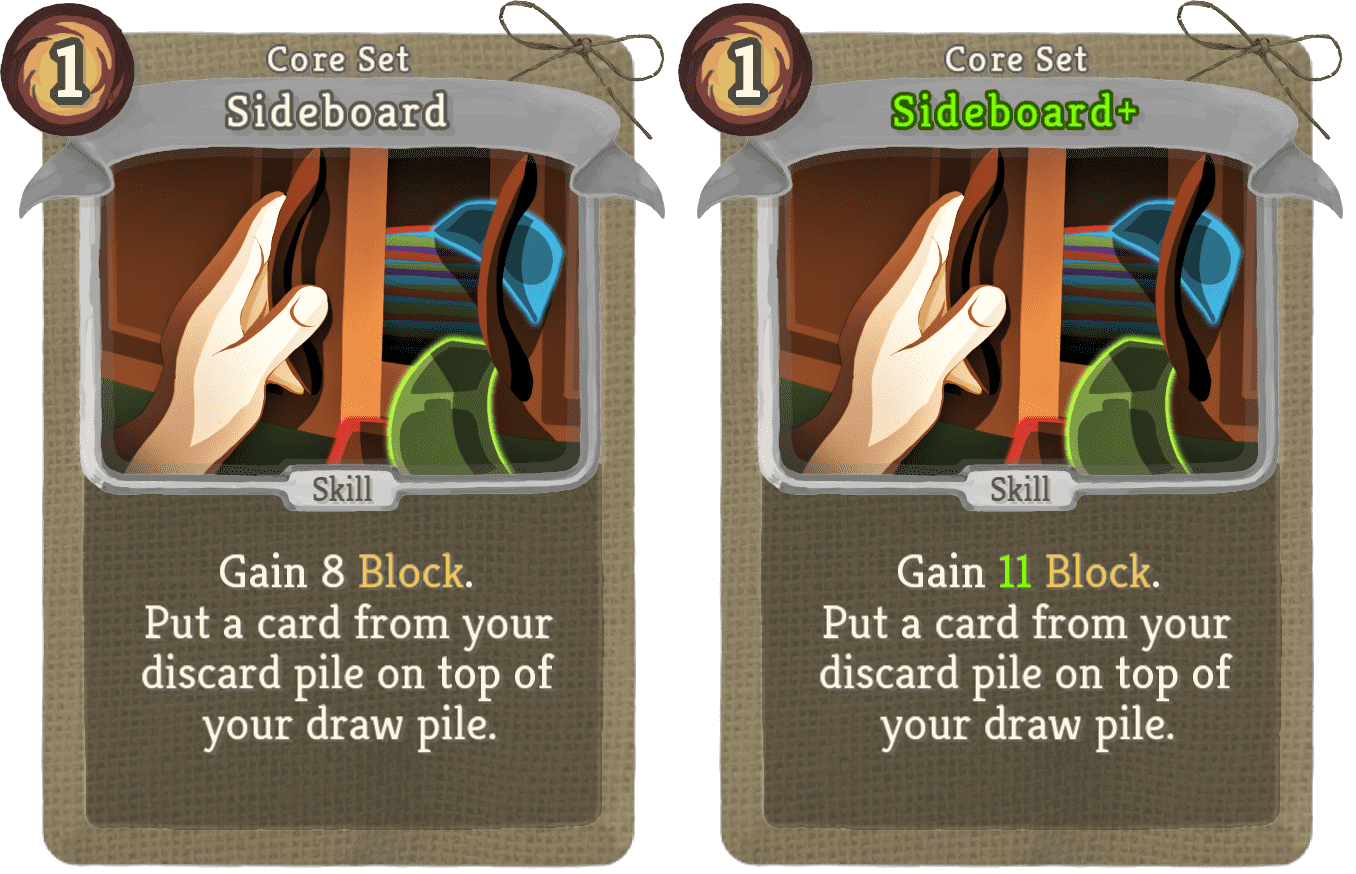 1
Core Set
Sideboard
Skill
Gain 8 Block.
Put a card from your
discard pile on top of
your draw pile.
1
Core Set
Sideboard+
Skill
Gain 11 Block.
Put a card from your
discard pile on top of
your draw pile.